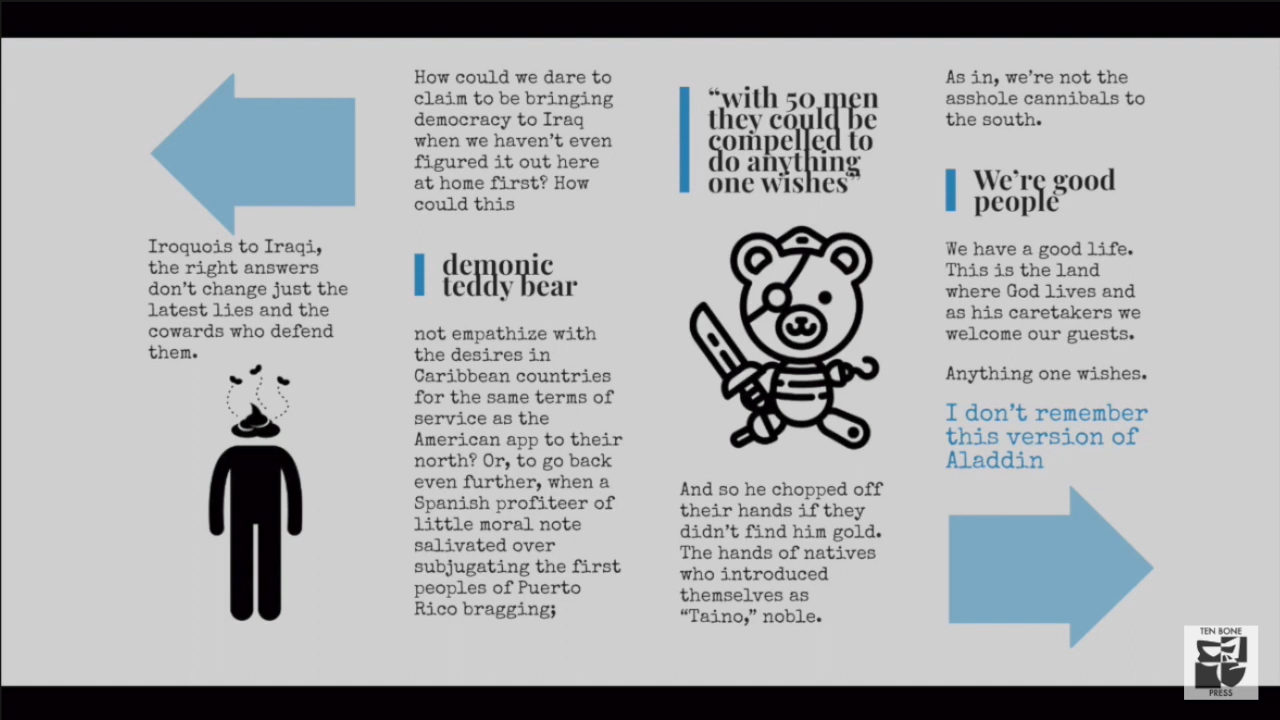 Iroquois to Iraqi,
the right answers
don't change just the
latest lies and the
cowards who defend
them.
How could we dare to
claim to be bringing
democracy to Iraq
when we haven't even
figured it out here
at home first? How
could this
demonic
teddy bear
not empathize with
the desires in
Caribbean countries
for the same terms of
service as the
American app to their
north? Or, to go back
even further, when a
Spanish profiteer of
little moral note
salivated over
subjugating the first
peoples of Puerto
Rico bragging;
“with 50 men
they could be
compelled to
do anything
one wishes”
And so he chopped off
their hands if they
didn't find him gold.
The hands of natives
who introduced
themselves as
“Taino,” noble.
As in, we're not the
asshole cannibals to
the south.
We're good
people
We have a good life.
This is the land
where God lives and
as his caretakers we
welcome our guests.
Anything one wishes.
I don't remember
this version of
Aladdin
TEN BONE
PRESS